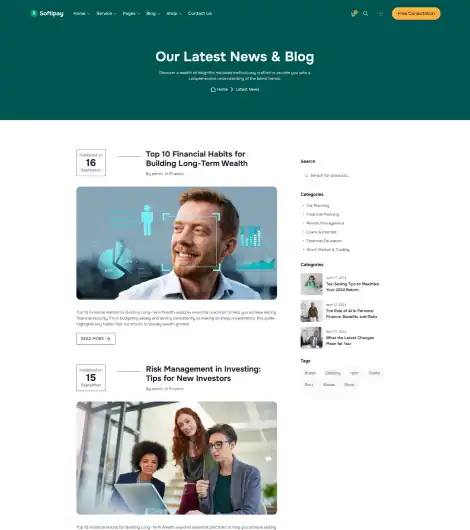 Softipay
Home Service Pages Blog Shop Contact Us
Free Consultation
Our Latest News & Blog
Discover a wealth of insightful materials meticulously crafted to provide you with a
comprehensive understanding of the latest trends.
Home Latest News
Published on
16
September
Top 10 Financial Habits for
Building Long-Term Wealth
By admin, in Finance
Top 10 Financial Habits for Building Long-Term Wealth explores essential practices to help you achieve lasting
financial security. From budgeting wisely and saving consistently to making strategic investments, this guide
highlights key habits that contribute to steady wealth growth
READ MORE
Published on
15
September
Risk Management in Investing:
Tips for New Investors
By admin, in Finance
Top 10 Financial Habits for Building Long-Term Wealth explores essential practices to help you achieve lasting
Search
Search for products...
Categories
Tax Planning
Financial Planning
Wealth Management
Loans & Interest
Financial Education
Stock Market & Trading
Categories
April 17, 2024
Tax-Saving Tips to Maximize
Your 2024 Return
April 17, 2024
The Role of AI in Personal
Finance: Benefits and Risks
April 17, 2024
What the Latest Changes
Mean for You
Tags